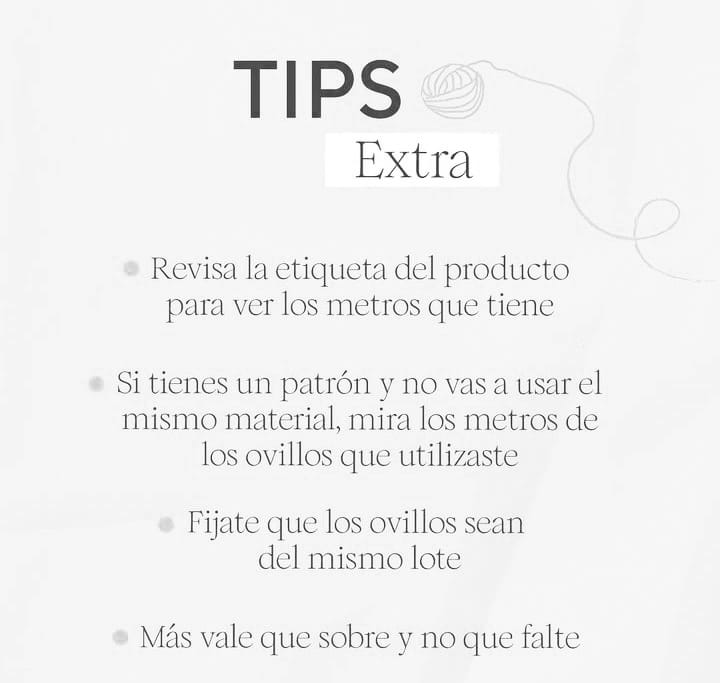 TIPS
Extra
Revisa la etiqueta del producto
para ver los metros que tiene
Si tienes un patrón y no vas a usar el
mismo material, mira los metros de
los ovillos que utilizaste
Fijate que los ovillos sean
del mismo lote
Más vale que sobre y no que falte